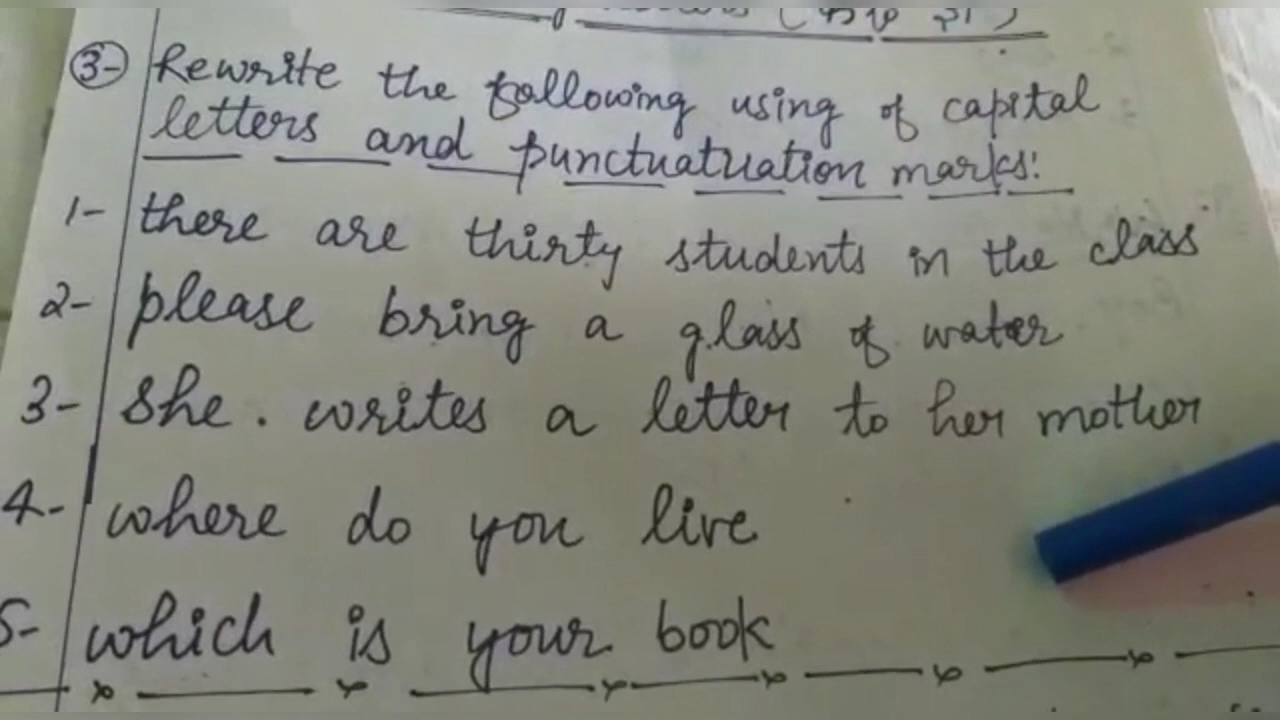 3- Rewrite the following using of capital
letters and punctuatuation marks:
1- there are thirty students in the class
2- please bring a glass of water
3- she. writes a letter to her mother
4- where do you live
5- which is your book